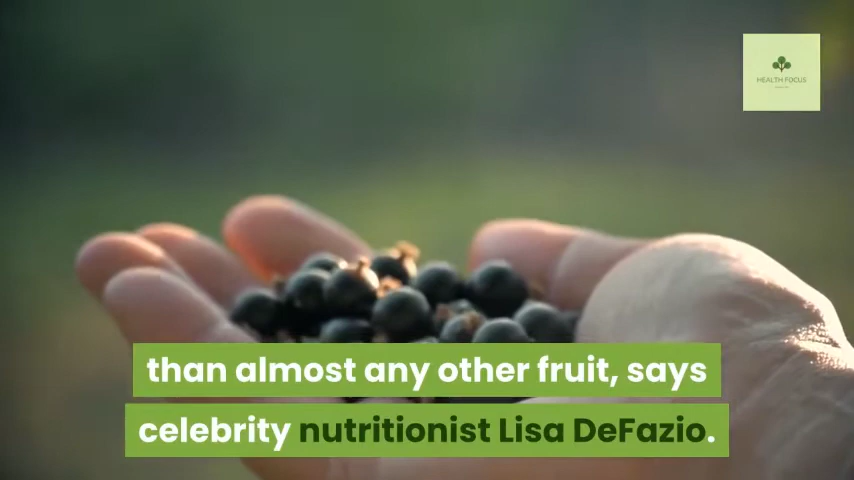 HEALTH FOCUS
than almost any other fruit, says
celebrity nutritionist Lisa DeFazio.